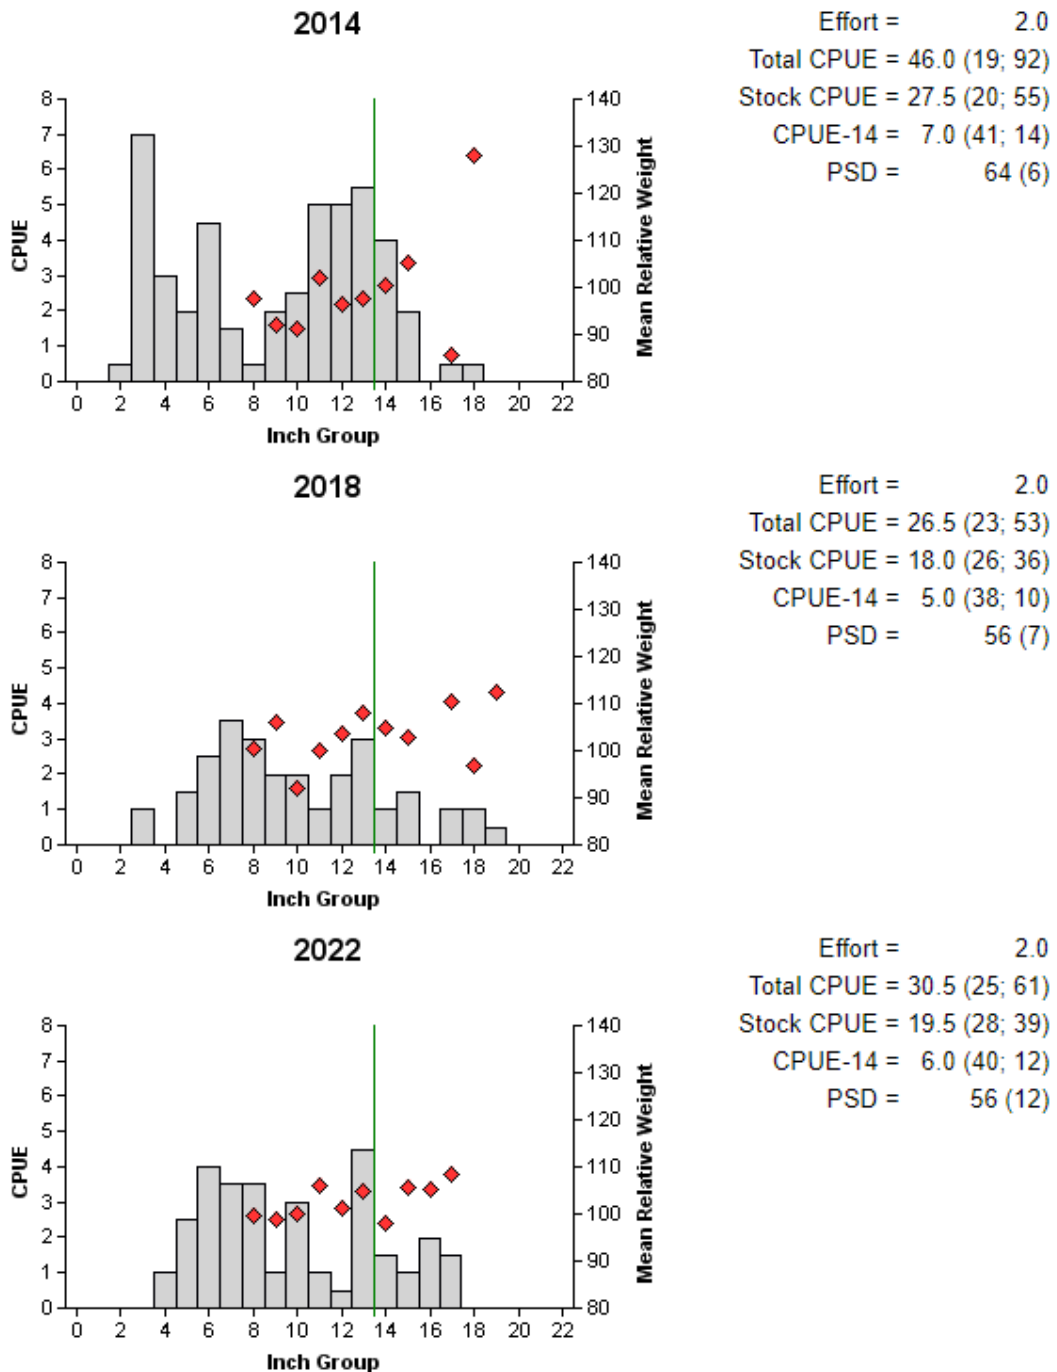 2014
Effort = 2.0
Total CPUE = 46.0 (19; 92)
Stock CPUE = 27.5 (20; 55)
CPUE-14 = 7.0 (41; 14)
PSD = 64 (6)
8 7 6 5 4 3 2 1 0
CPUE
140 130 120 110 100 90 80
Mean Relative Weight
0 2 4 6 8 10 12 14 16 18 20 22
Inch Group
2018
Effort = 2.0
Total CPUE = 26.5 (23; 53)
Stock CPUE = 18.0 (26; 36)
CPUE-14 = 5.0 (38; 10)
PSD = 56 (7)
8 7 6 5 4 3 2 1 0
CPUE
140 130 120 110 100 90 80
Mean Relative Weight
0 2 4 6 8 10 12 14 16 18 20 22
Inch Group
2022
Effort = 2.0
Total CPUE = 30.5 (25; 61)
Stock CPUE = 19.5 (28; 39)
CPUE-14 = 6.0 (40; 12)
PSD = 56 (12)
8 7 6 5 4 3 2 1 0
CPUE
140 130 120 110 100 90 80
Mean Relative Weight
0 2 4 6 8 10 12 14 16 18 20 22
Inch Group